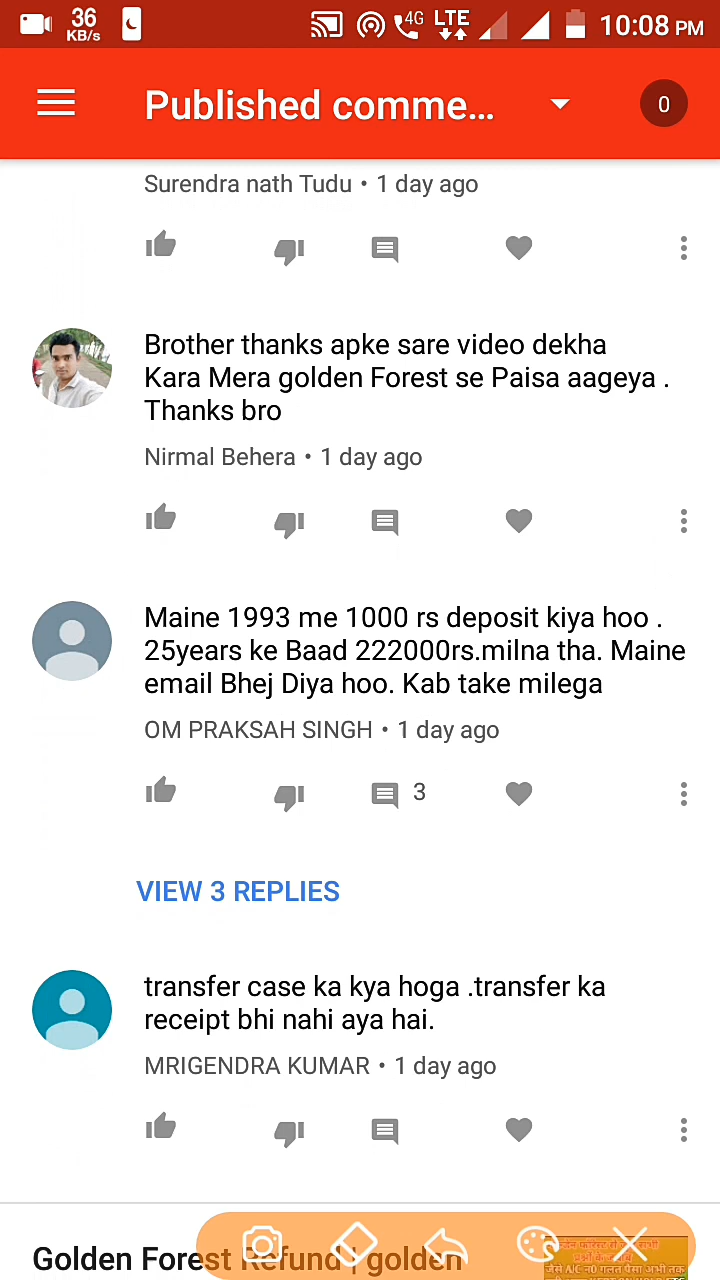 36
KB/s
4G
LTE
10:08 PM
Published comme...
0
Surendra nath Tudu • 1 day ago
Brother thanks apke sare video dekha
Kara Mera golden Forest se Paisa aageya .
Thanks bro
Nirmal Behera • 1 day ago
Maine 1993 me 1000 rs deposit kiya hoo .
25years ke Baad 222000rs.milna tha. Maine
email Bhej Diya hoo. Kab take milega
OM PRAKSAH SINGH • 1 day ago
3
VIEW 3 REPLIES
transfer case ka kya hoga .transfer ka
receipt bhi nahi aya hai.
MRIGENDRA KUMAR • 1 day ago
Golden Forest Refund | golden
जैसे A/C न0 गलत पैसा अभी तक